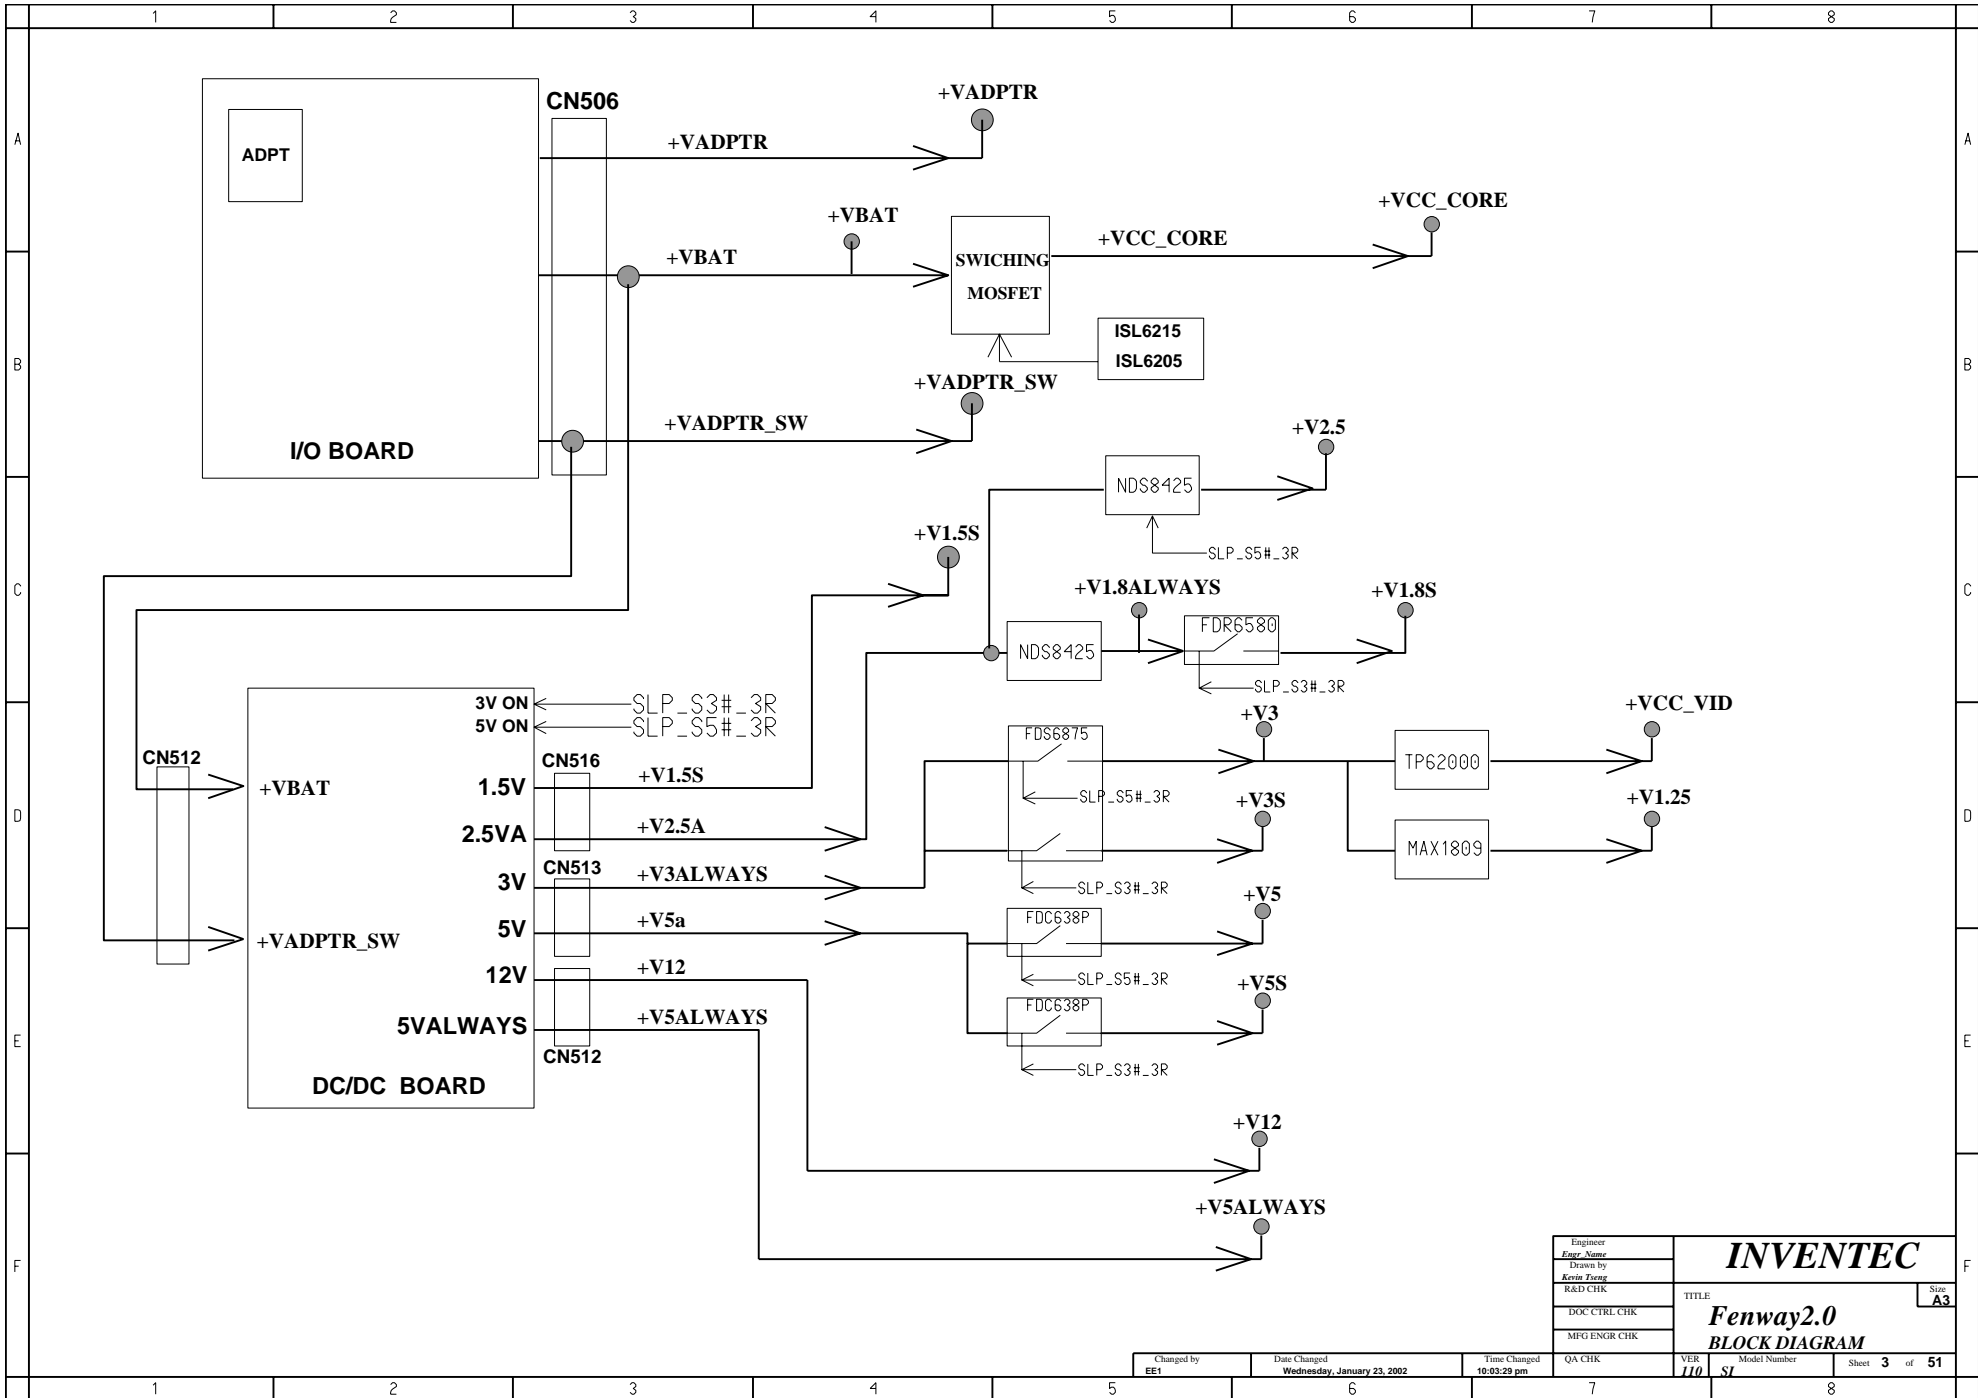 1 2 3 4 5 6 7 8
A A
B B
C C
D D
E E
F F
ADPT
I/O BOARD
CN506
+VADPTR
+VADPTR
+VBAT
+VBAT
SWICHING
MOSFET
+VCC_CORE
+VCC_CORE
ISL6215
ISL6205
+VADPTR_SW
+VADPTR_SW
+V2.5
NDS8425
SLP_S5#_3R
+V1.5S
+V1.8ALWAYS
+V1.8S
NDS8425
FDR6580
SLP_S3#_3R
3V ON
SLP_S3#_3R
5V ON
SLP_S5#_3R
CN512
+VBAT
+VADPTR_SW
1.5V
2.5VA
3V
5V
12V
5VALWAYS
DC/DC BOARD
CN516
CN513
CN512
+V1.5S
+V2.5A
+V3ALWAYS
+V5a
+V12
+V5ALWAYS
FDS6875
SLP_S5#_3R
SLP_S3#_3R
+V3
+V3S
TP62000
+VCC_VID
MAX1809
+V1.25
FDC638P
SLP_S5#_3R
+V5
FDC638P
SLP_S3#_3R
+V5S
+V12
+V5ALWAYS
Engineer
Engr_Name
Drawn by
Kevin Tseng
R&D CHK
DOC CTRL CHK
MFG ENGR CHK
QA CHK
INVENTEC
TITLE
Size
A3
Fenway2.0
BLOCK DIAGRAM
VER
110
Model Number
SI
Sheet 3 of 51
Changed by
EE1
Date Changed
Wednesday, January 23, 2002
Time Changed
10:03:29 pm
1 2 3 4 5 6 7 8